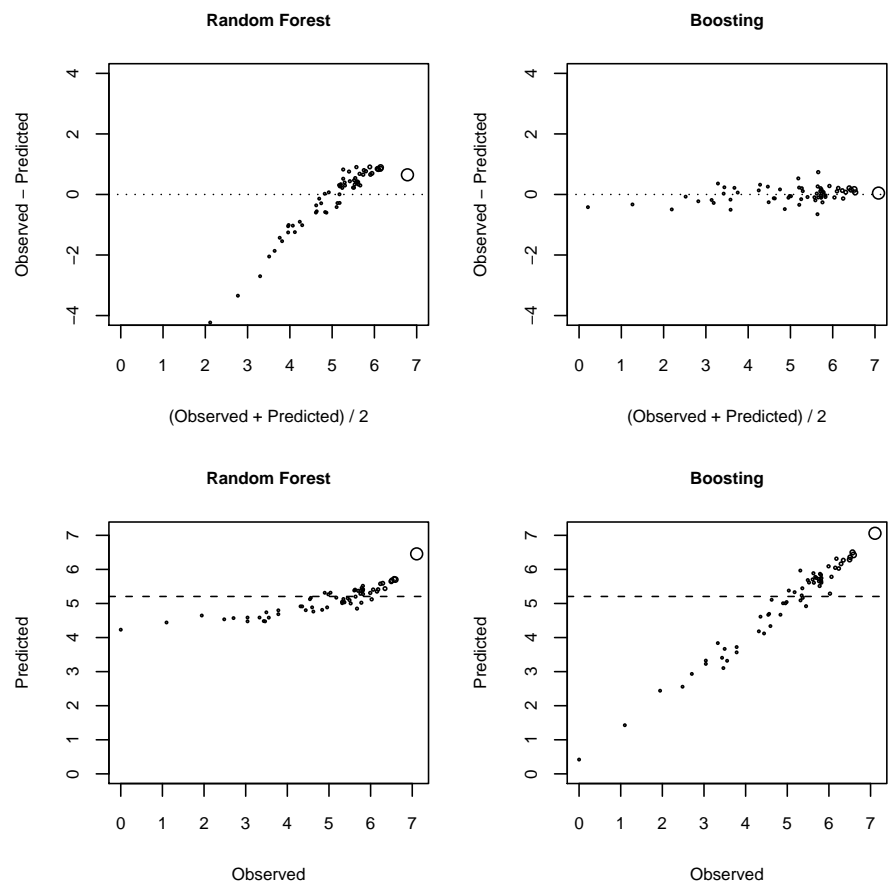 Random Forest
Boosting
4
2
0
−2
−4
Observed − Predicted
0 1 2 3 4 5 6 7
(Observed + Predicted) / 2
4
2
0
−2
−4
Observed − Predicted
0 1 2 3 4 5 6 7
(Observed + Predicted) / 2
Random Forest
Boosting
7
6
5
4
3
2
1
0
Predicted
0 1 2 3 4 5 6 7
Observed
7
6
5
4
3
2
1
0
Predicted
0 1 2 3 4 5 6 7
Observed